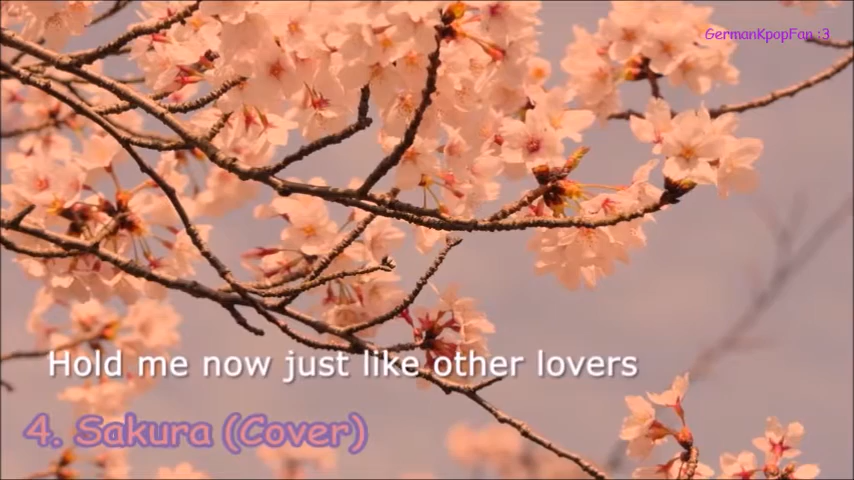 GermanKpopFan :3
Hold me now just like other lovers
4. Sakura (Cover)